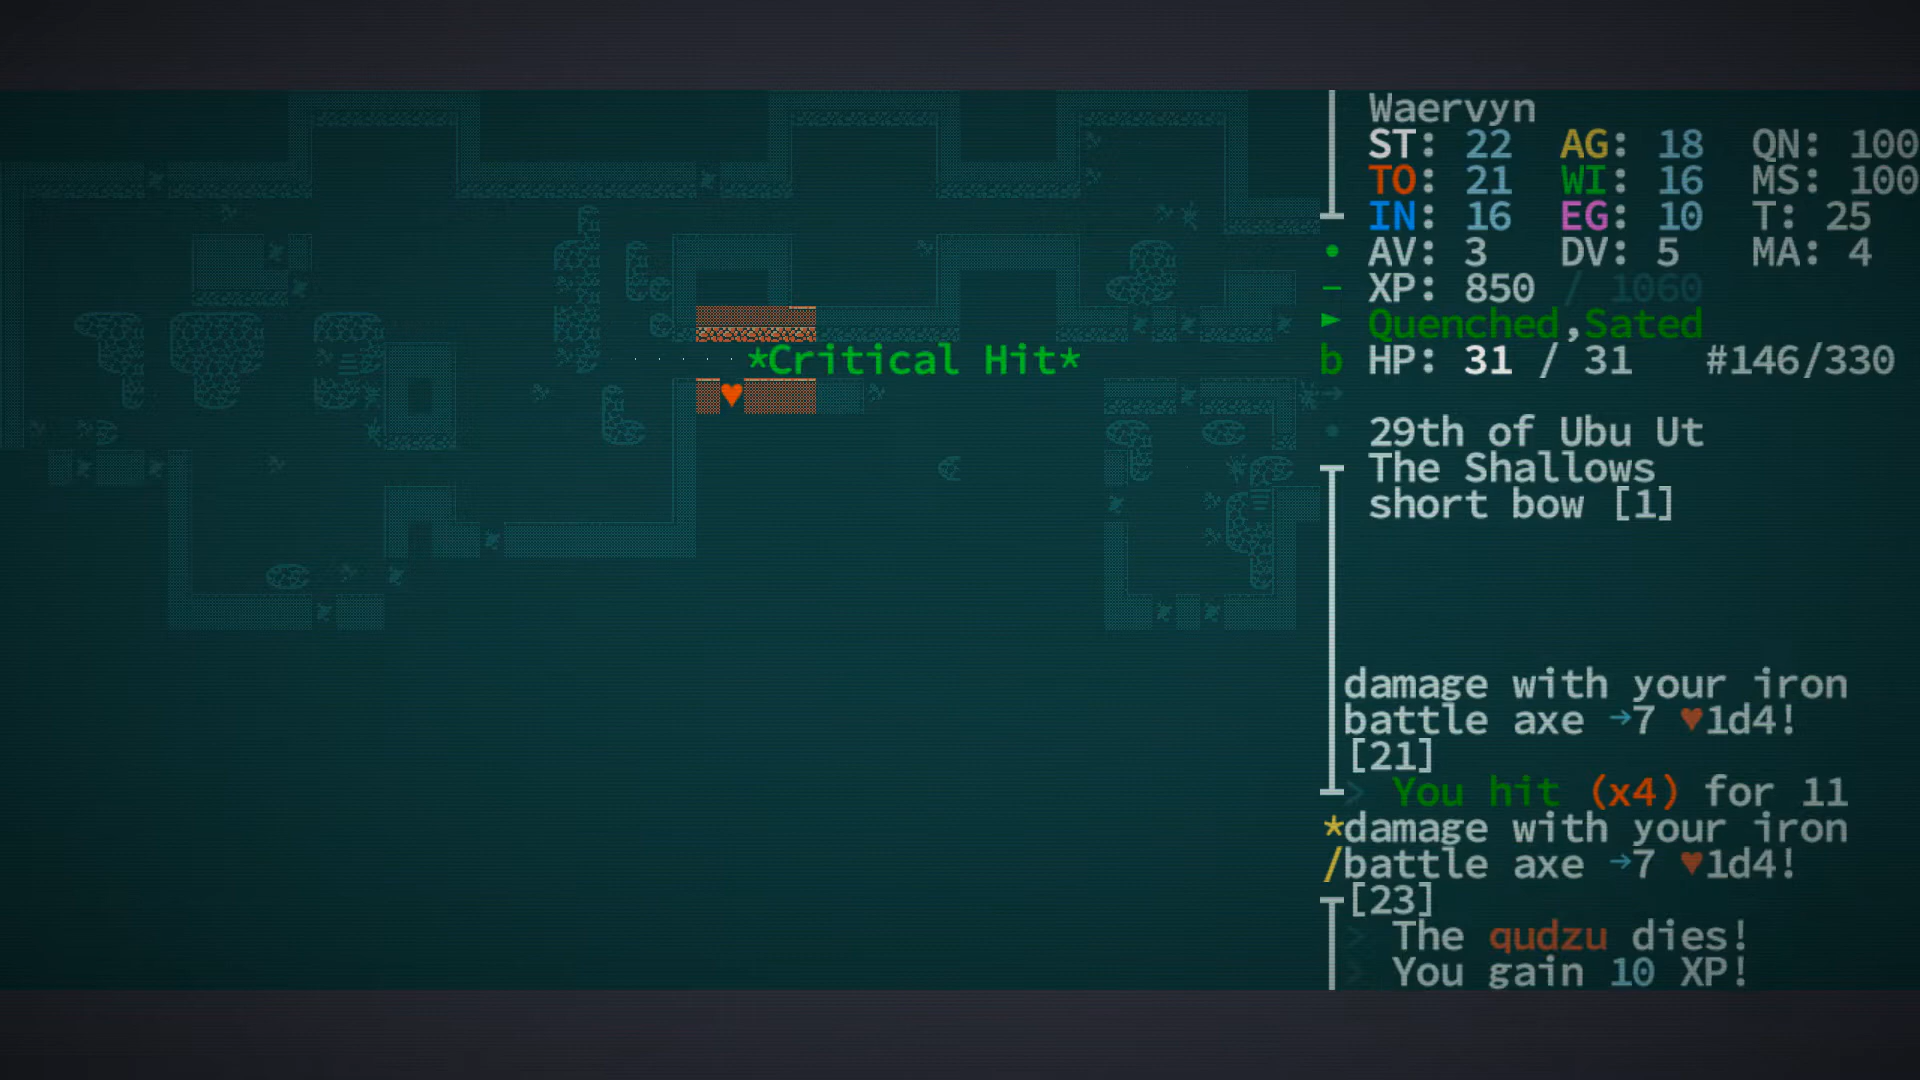 *Critical Hit*
Waervyn
ST: 22 AG: 18 QN: 100
TO: 21 WI: 16 MS: 100
IN: 16 EG: 10 T: 25
AV: 3 DV: 5 MA: 4
XP: 850 / 1060
Quenched,Sated
b HP: 31 / 31 #146/330
29th of Ubu Ut
The Shallows
short bow [1]
damage with your iron
battle axe →7 ♥1d4!
[21]
> You hit (x4) for 11
*damage with your iron
/battle axe →7 ♥1d4!
[23]
> The qudzu dies!
> You gain 10 XP!